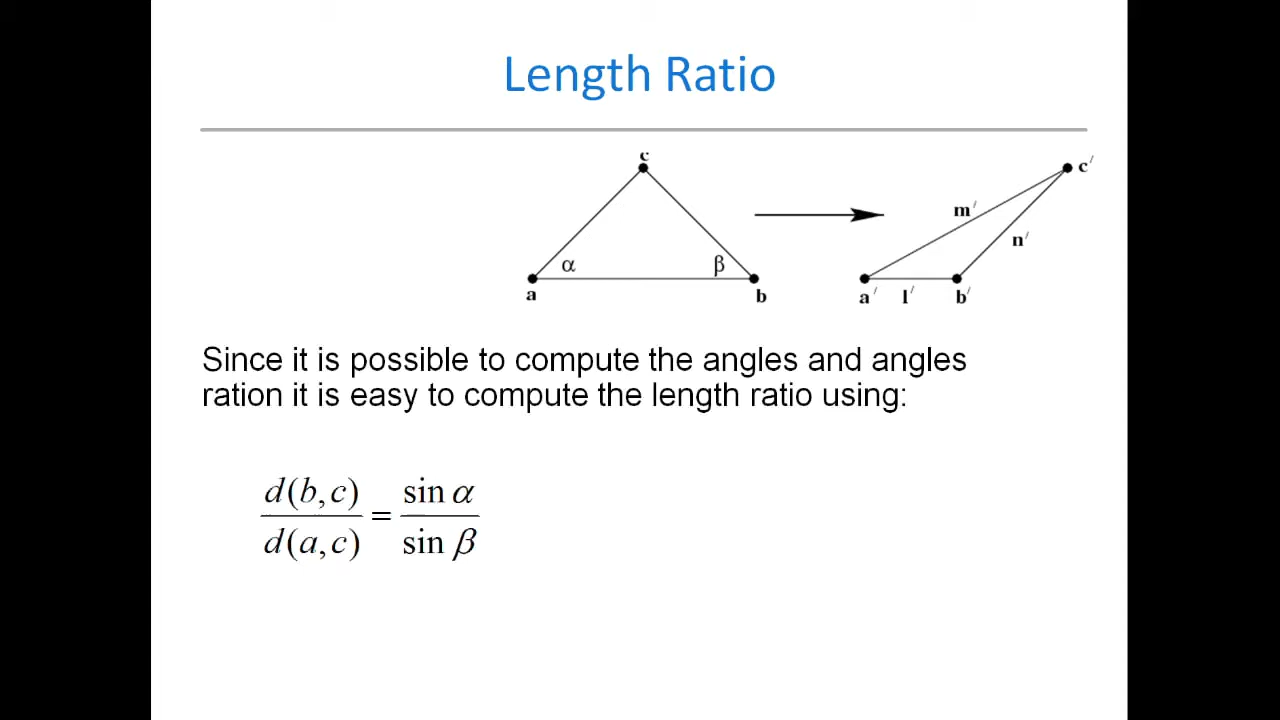 Length Ratio
c
c′
m′
n′
α
β
a
b
a′
l′
b′
Since it is possible to compute the angles and angles
ration it is easy to compute the length ratio using:
d(b,c)/d(a,c) = sin α/sin β